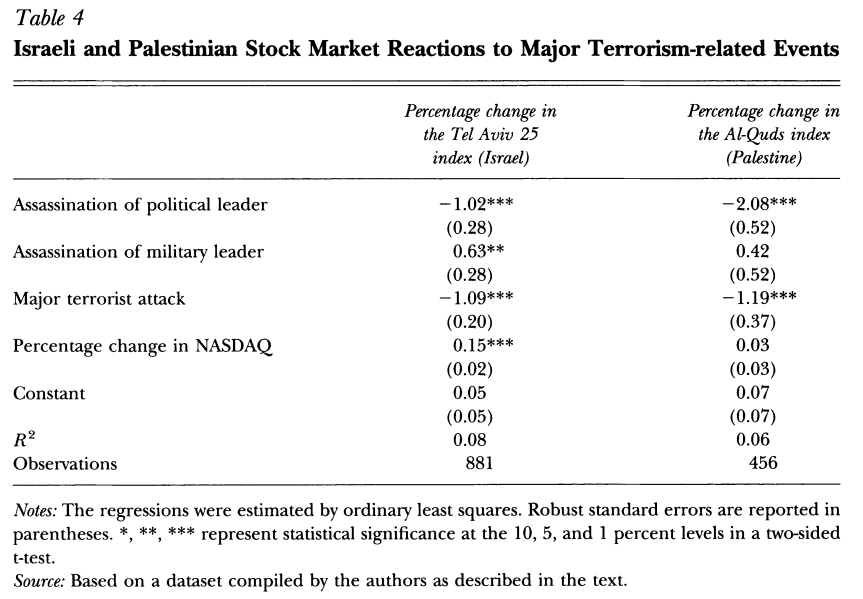 Table 4
Israeli and Palestinian Stock Market Reactions to Major Terrorism-related Events
Percentage change in the Tel Aviv 25 index (Israel)
Percentage change in the Al-Quds index (Palestine)
Assassination of political leader −1.02*** −2.08***
(0.28) (0.52)
Assassination of military leader 0.63** 0.42
(0.28) (0.52)
Major terrorist attack −1.09*** −1.19***
(0.20) (0.37)
Percentage change in NASDAQ 0.15*** 0.03
(0.02) (0.03)
Constant 0.05 0.07
(0.05) (0.07)
R² 0.08 0.06
Observations 881 456
Notes: The regressions were estimated by ordinary least squares. Robust standard errors are reported in
parentheses. *, **, *** represent statistical significance at the 10, 5, and 1 percent levels in a two-sided
t-test.
Source: Based on a dataset compiled by the authors as described in the text.